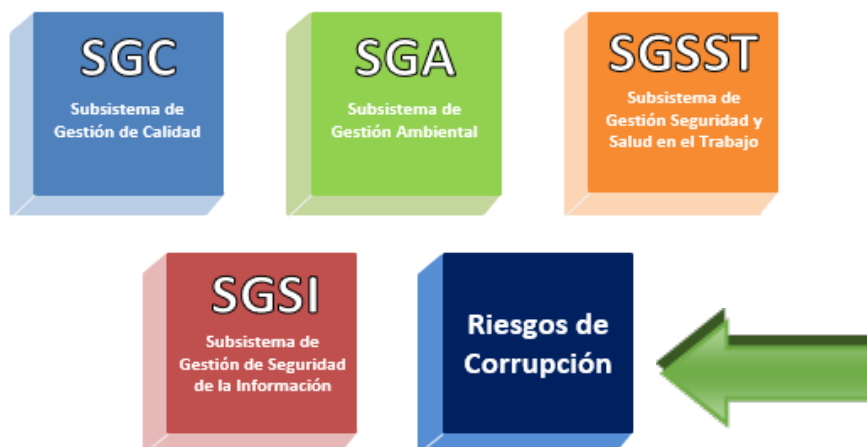 SGC
Subsistema de
Gestión de Calidad
SGA
Subsistema de
Gestión Ambiental
SGSST
Subsistema de
Gestión Seguridad y
Salud en el Trabajo
SGSI
Subsistema de
Gestión de Seguridad
de la Información
Riesgos de
Corrupción